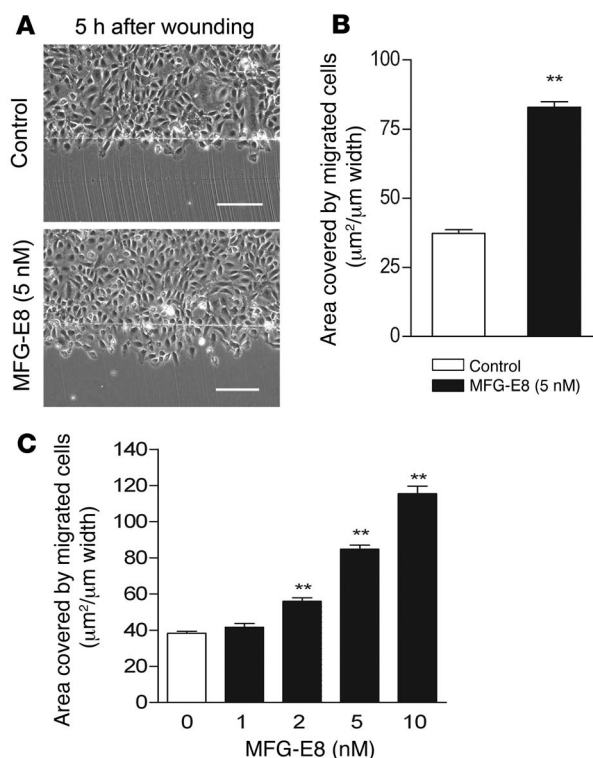 A
5 h after wounding
Control
MFG-E8 (5 nM)
B
Area covered by migrated cells
(μm²/μm width)
100
75
50
25
0
**
Control
MFG-E8 (5 nM)
C
Area covered by migrated cells
(μm²/μm width)
140
120
100
80
60
40
20
0
**
**
**
0 1 2 5 10
MFG-E8 (nM)